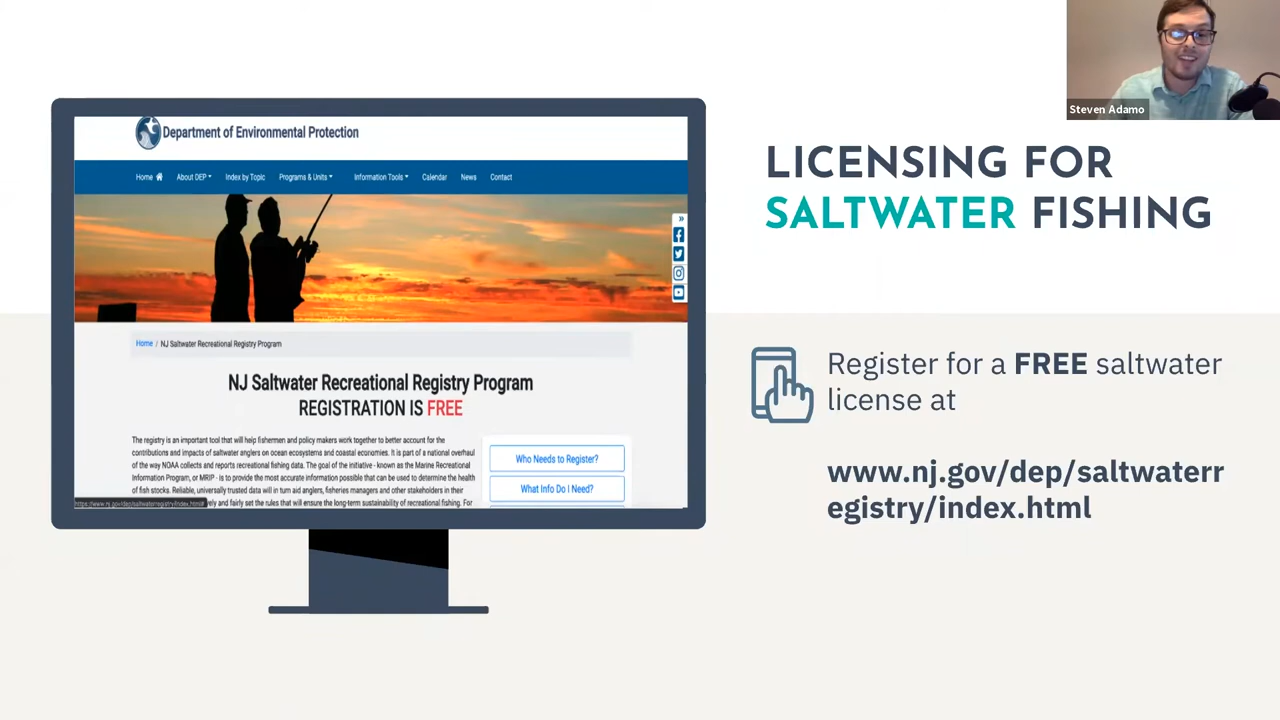 Steven Adamo
LICENSING FOR
SALTWATER FISHING
Department of Environmental Protection
Home About DEP Index by Topic Programs & Units Information Tools Calendar News Contact
»
Home / NJ Saltwater Recreational Registry Program
NJ Saltwater Recreational Registry Program
REGISTRATION IS FREE
The registry is an important tool that will help fishermen and policy makers work together to better account for the
contributions and impacts of saltwater anglers on ocean ecosystems and coastal economies. It is part of a national overhaul
of the way NOAA collects and reports recreational fishing data. The goal of the initiative - known as the Marine Recreational
Information Program, or MRIP - is to provide the most accurate information possible that can be used to determine the health
of fish stocks. Reliable, universally trusted data will in turn aid anglers, fisheries managers and other stakeholders in their
and fairly set the rules that will ensure the long-term sustainability of recreational fishing. For
https://www.nj.gov/dep/saltwaterregistry/index.html#
Who Needs to Register?
What Info Do I Need?
Register for a FREE saltwater
license at
www.nj.gov/dep/saltwaterr
egistry/index.html